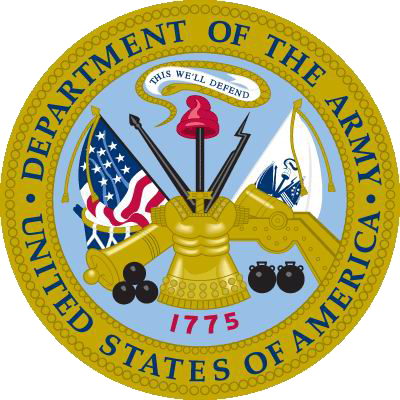 DEPARTMENT OF THE ARMY
THIS WE'LL DEFEND
1775
UNITED STATES OF AMERICA